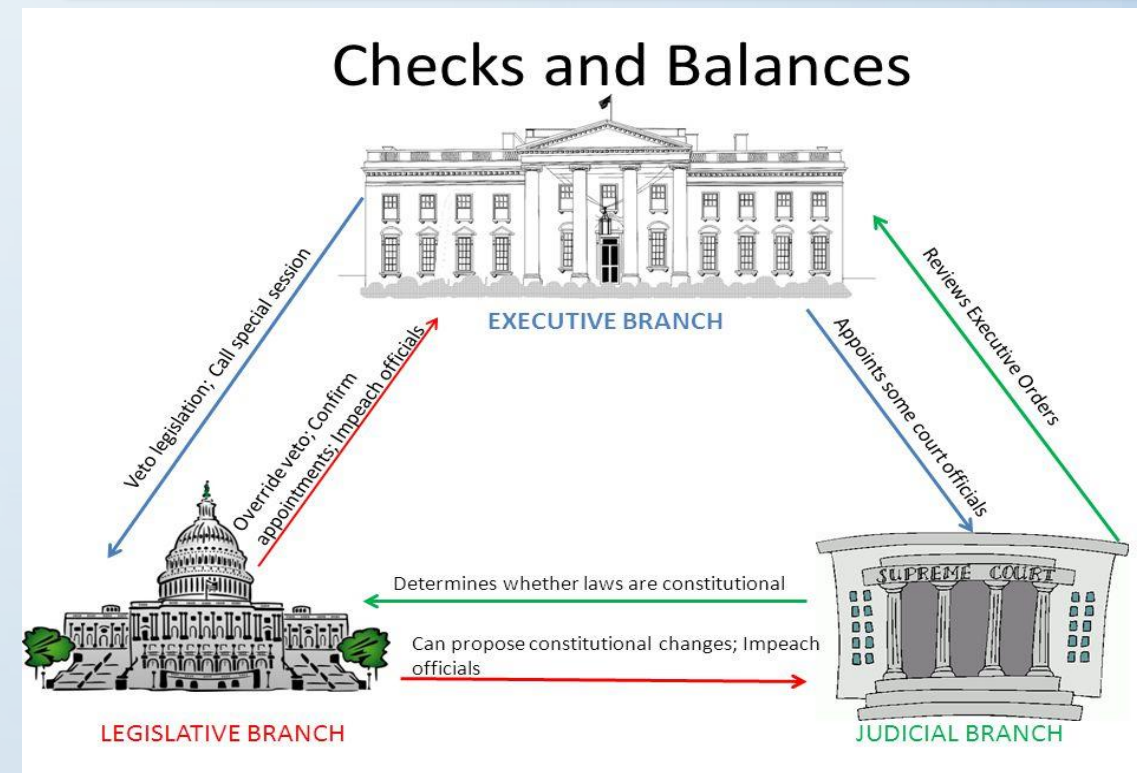 Checks and Balances
EXECUTIVE BRANCH
Veto legislation; Call special session
Override veto; Confirm
appointments; Impeach officials
Appoints some court officials
Reviews Executive Orders
Determines whether laws are constitutional
Can propose constitutional changes; Impeach
officials
SUPREME COURT
LEGISLATIVE BRANCH
JUDICIAL BRANCH